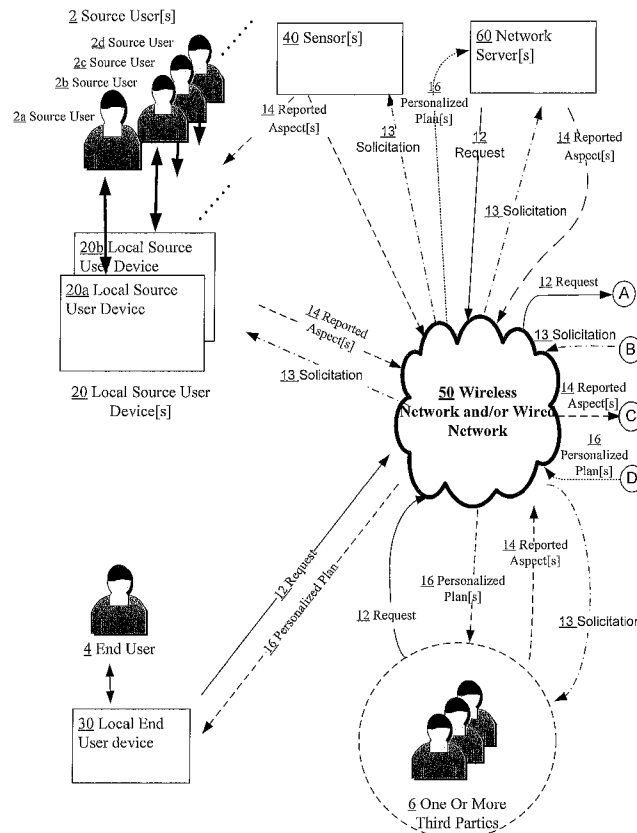 2 Source User[s]
2d Source User
2c Source User
2b Source User
2a Source User
40 Sensor[s]
60 Network
Server[s]
14 Reported
Aspect[s]
13
Solicitation
16
Personalized
Plan[s]
12
Request
14 Reported
Aspect[s]
13 Solicitation
20b Local Source
User Device
20a Local Source
User Device
20 Local Source User
Device[s]
14 Reported
Aspect[s]
13 Solicitation
50 Wireless
Network and/or Wired
Network
12 Request
A
13 Solicitation
B
14 Reported
Aspect[s]
C
16
Personalized
Plan[s]
D
12 Request
16 Personalized Plan
4 End User
30 Local End
User device
12 Request
16 Personalized
Plan[s]
14 Reported
Aspect[s]
13 Solicitation
6 One Or More
Third Parties